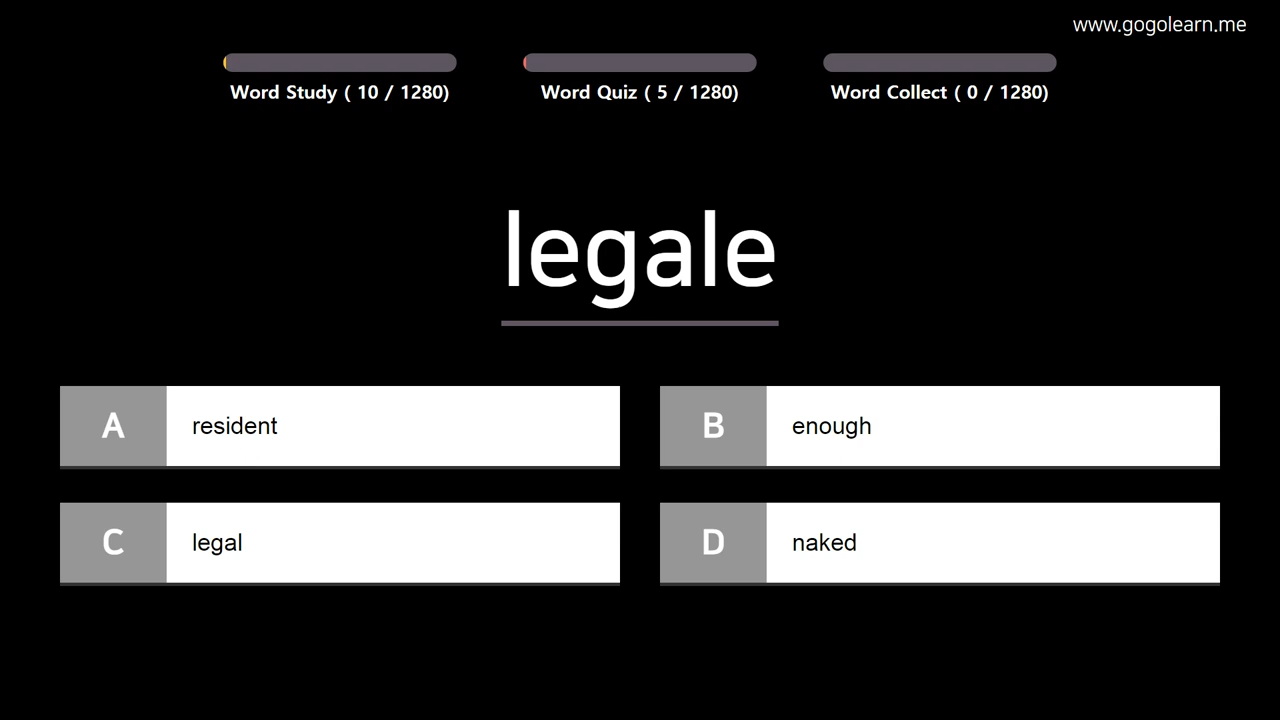 www.gogolearn.me
Word Study ( 10 / 1280)
Word Quiz ( 5 / 1280)
Word Collect ( 0 / 1280)
legale
A resident
B enough
C legal
D naked